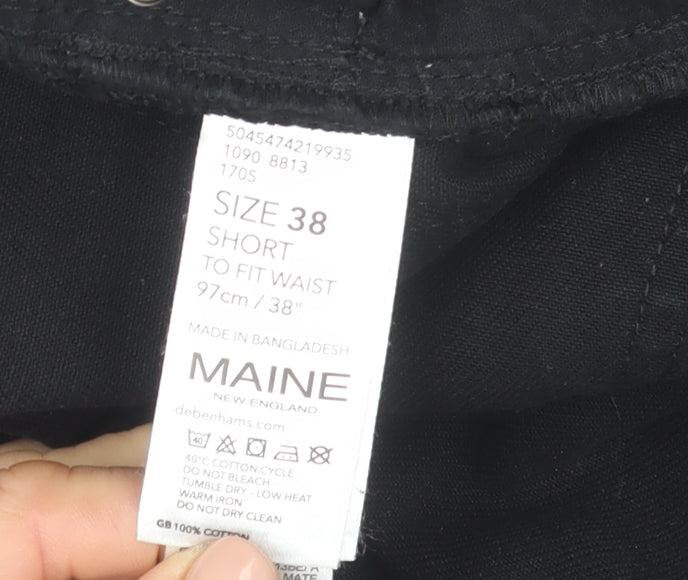 5045474219935
1090 8813
1705
SIZE 38
SHORT
TO FIT WAIST
97cm / 38"
MADE IN BANGLADESH
MAINE
NEW ENGLAND
debenhams.com
40
40°C COTTON CYCLE
DO NOT BLEACH
TUMBLE DRY - LOW HEAT
WARM IRON
DO NOT DRY CLEAN
GB 100% COTTON
MATE